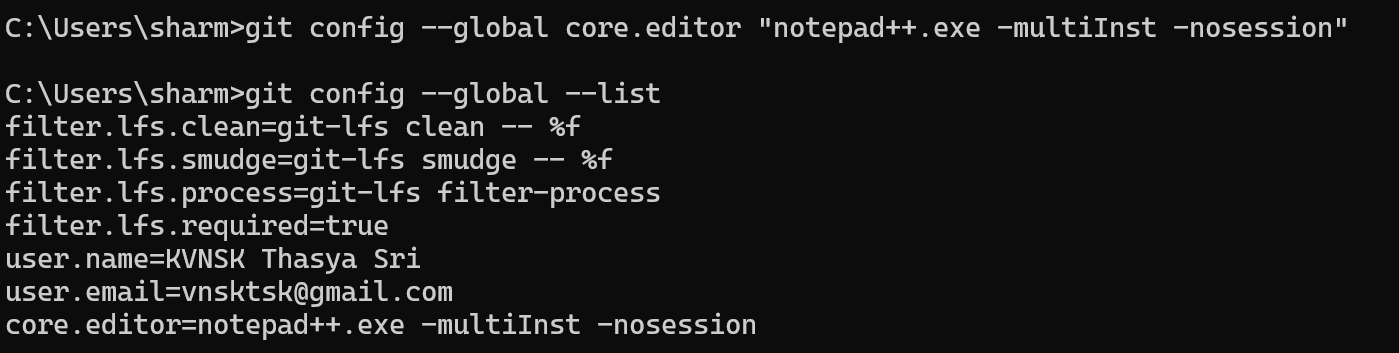 C:\Users\sharm>git config --global core.editor "notepad++.exe -multiInst -nosession"
C:\Users\sharm>git config --global --list
filter.lfs.clean=git-lfs clean -- %f
filter.lfs.smudge=git-lfs smudge -- %f
filter.lfs.process=git-lfs filter-process
filter.lfs.required=true
user.name=KVNSK Thasya Sri
user.email=vnsktsk@gmail.com
core.editor=notepad++.exe -multiInst -nosession